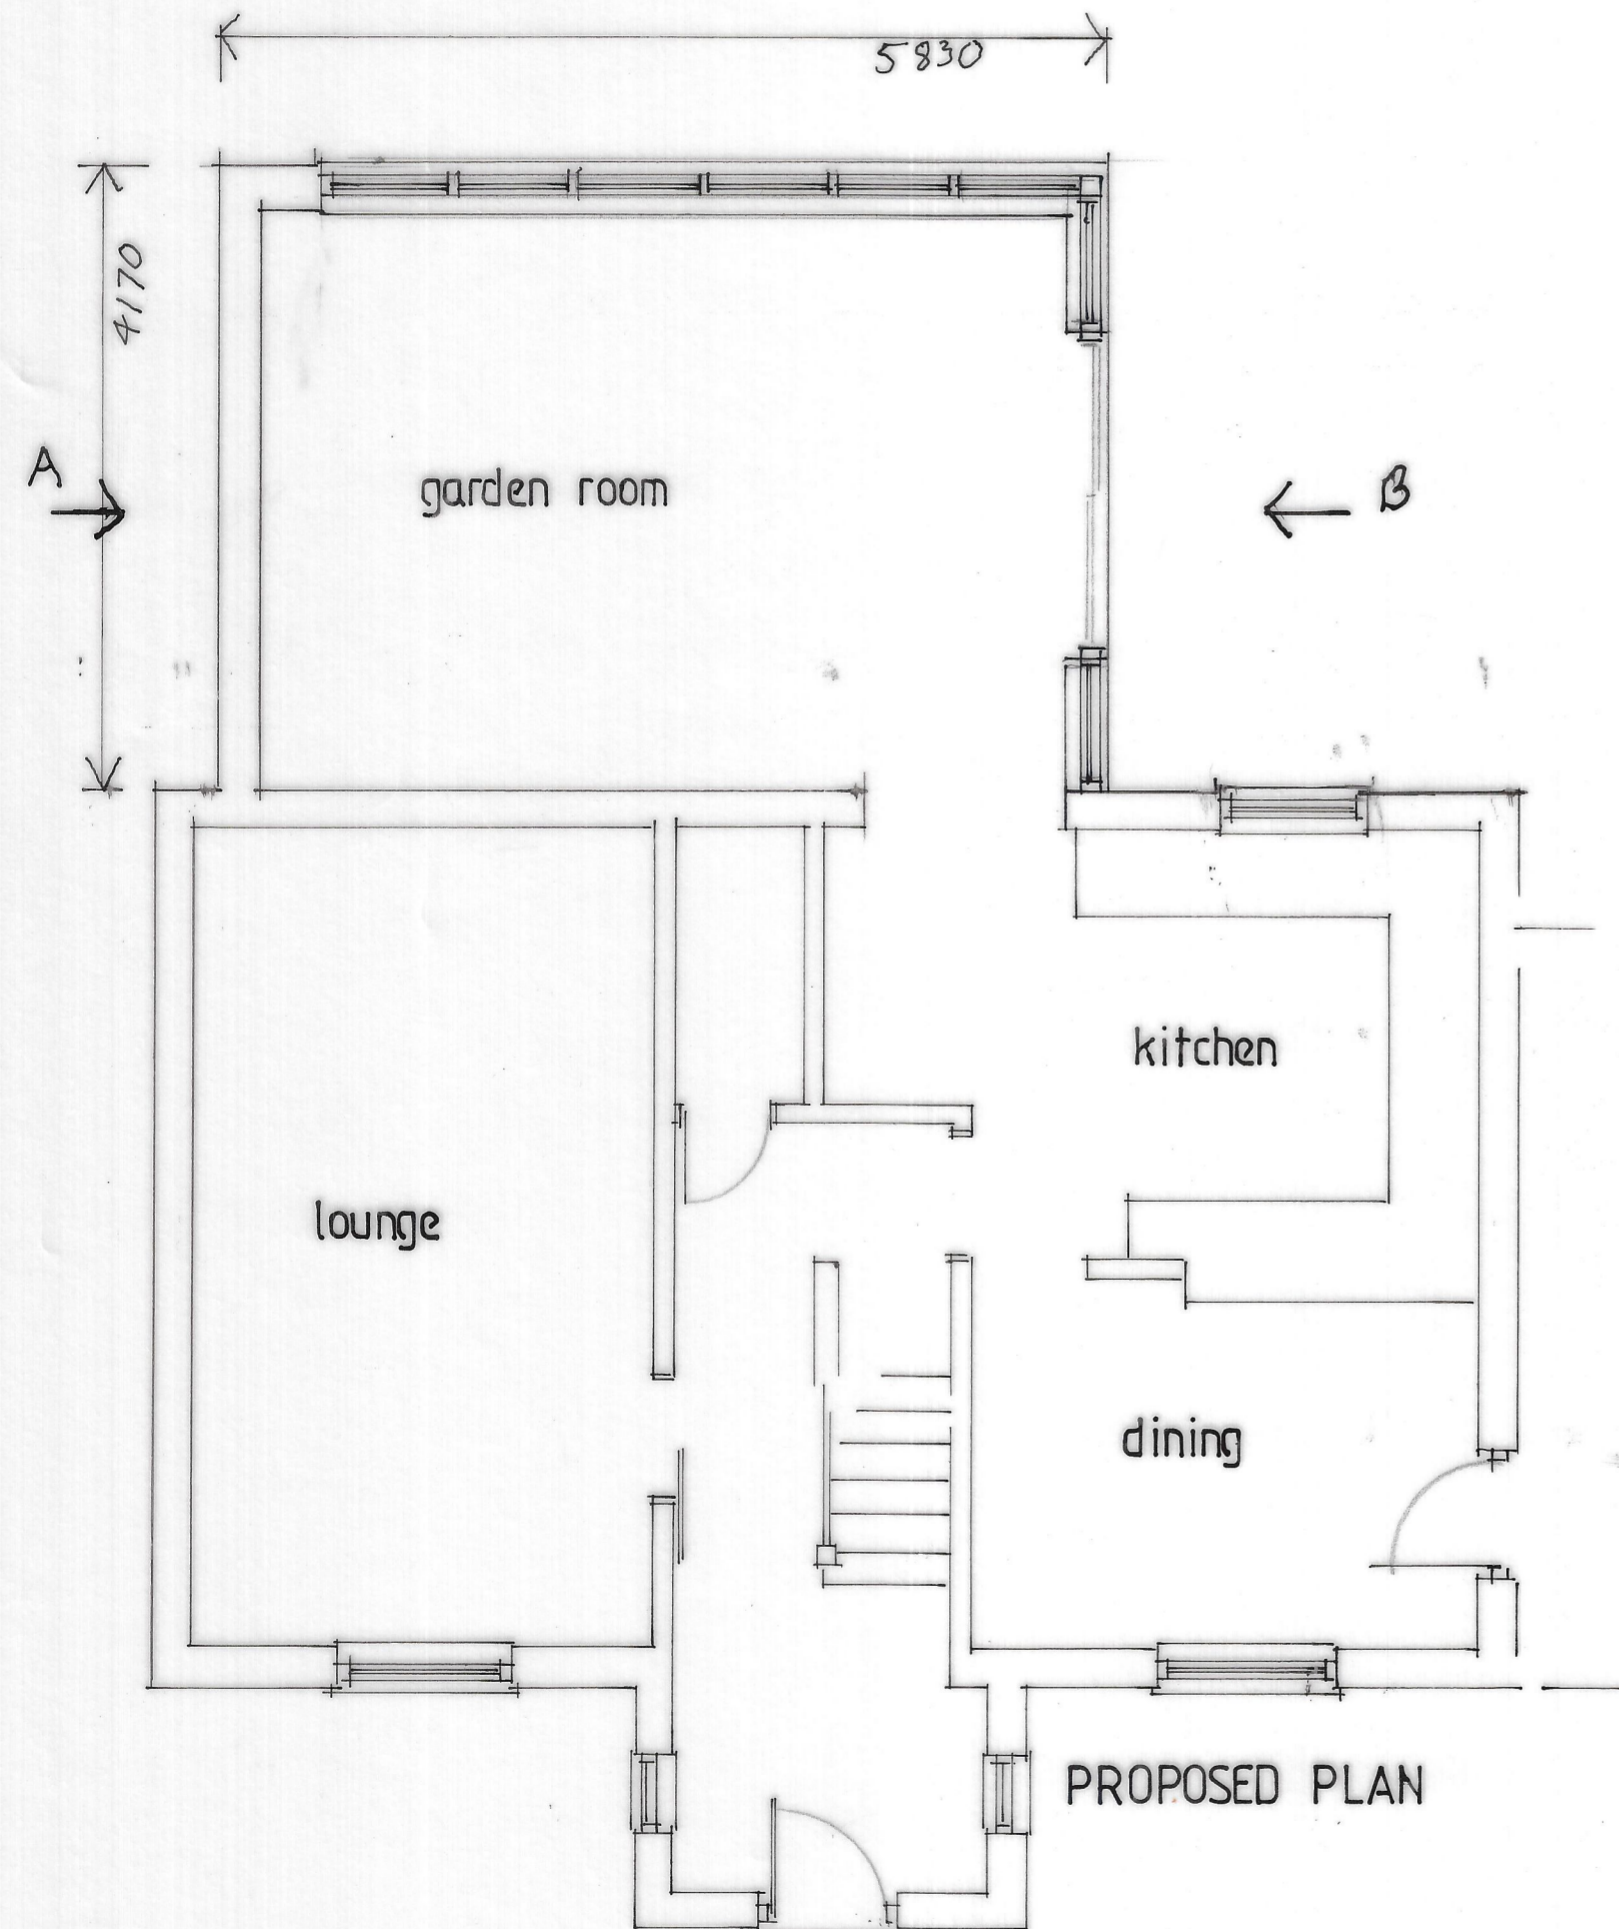 5830
4170
A
garden room
B
kitchen
lounge
dining
PROPOSED PLAN